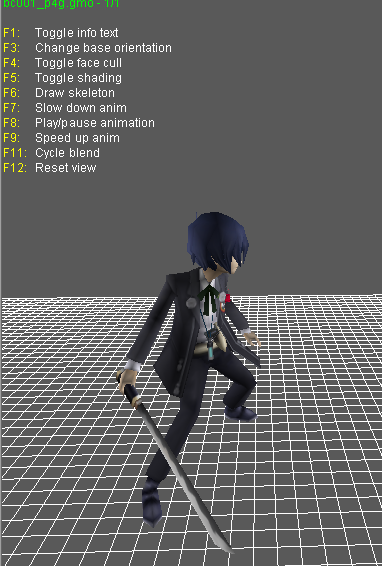 bc001_p4g.gmo - 1/1
F1: Toggle info text
F3: Change base orientation
F4: Toggle face cull
F5: Toggle shading
F6: Draw skeleton
F7: Slow down anim
F8: Play/pause animation
F9: Speed up anim
F11: Cycle blend
F12: Reset view